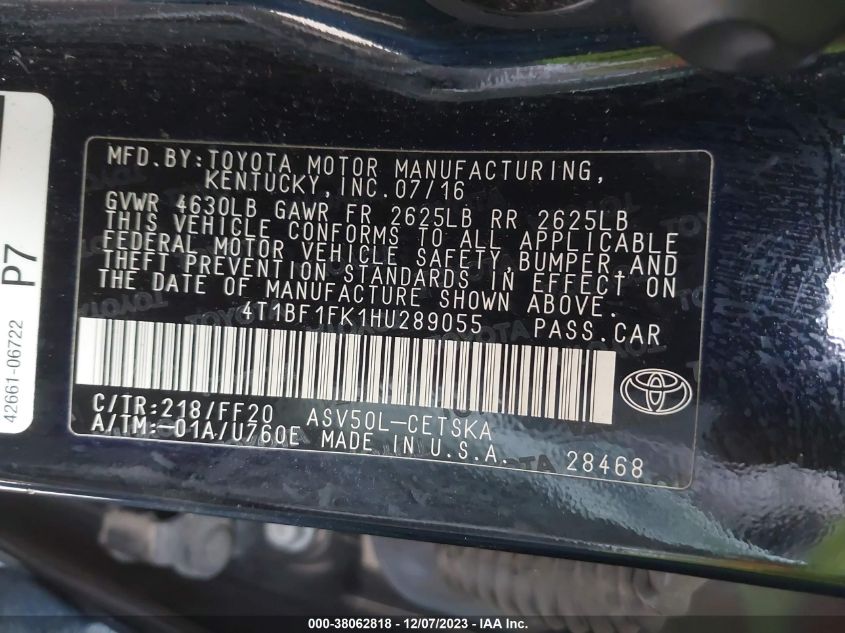 MFD.BY:TOYOTA MOTOR MANUFACTURING,
KENTUCKY,INC.07/16
GVWR 4630LB GAWR FR 2625LB RR 2625LB
THIS VEHICLE CONFORMS TO ALL APPLICABLE
FEDERAL MOTOR VEHICLE SAFETY,BUMPER,AND
THEFT PREVENTION STANDARDS IN EFFECT ON
THE DATE OF MANUFACTURE SHOWN ABOVE.
4T1BF1FK1HU289055 PASS.CAR
C/TR:218/FF20 ASV50L-CETSKA
A/TM:-01A/U760E MADE IN U.S.A. 28468
P7
42661-06722
000-38062818 - 12/07/2023 - IAA Inc.